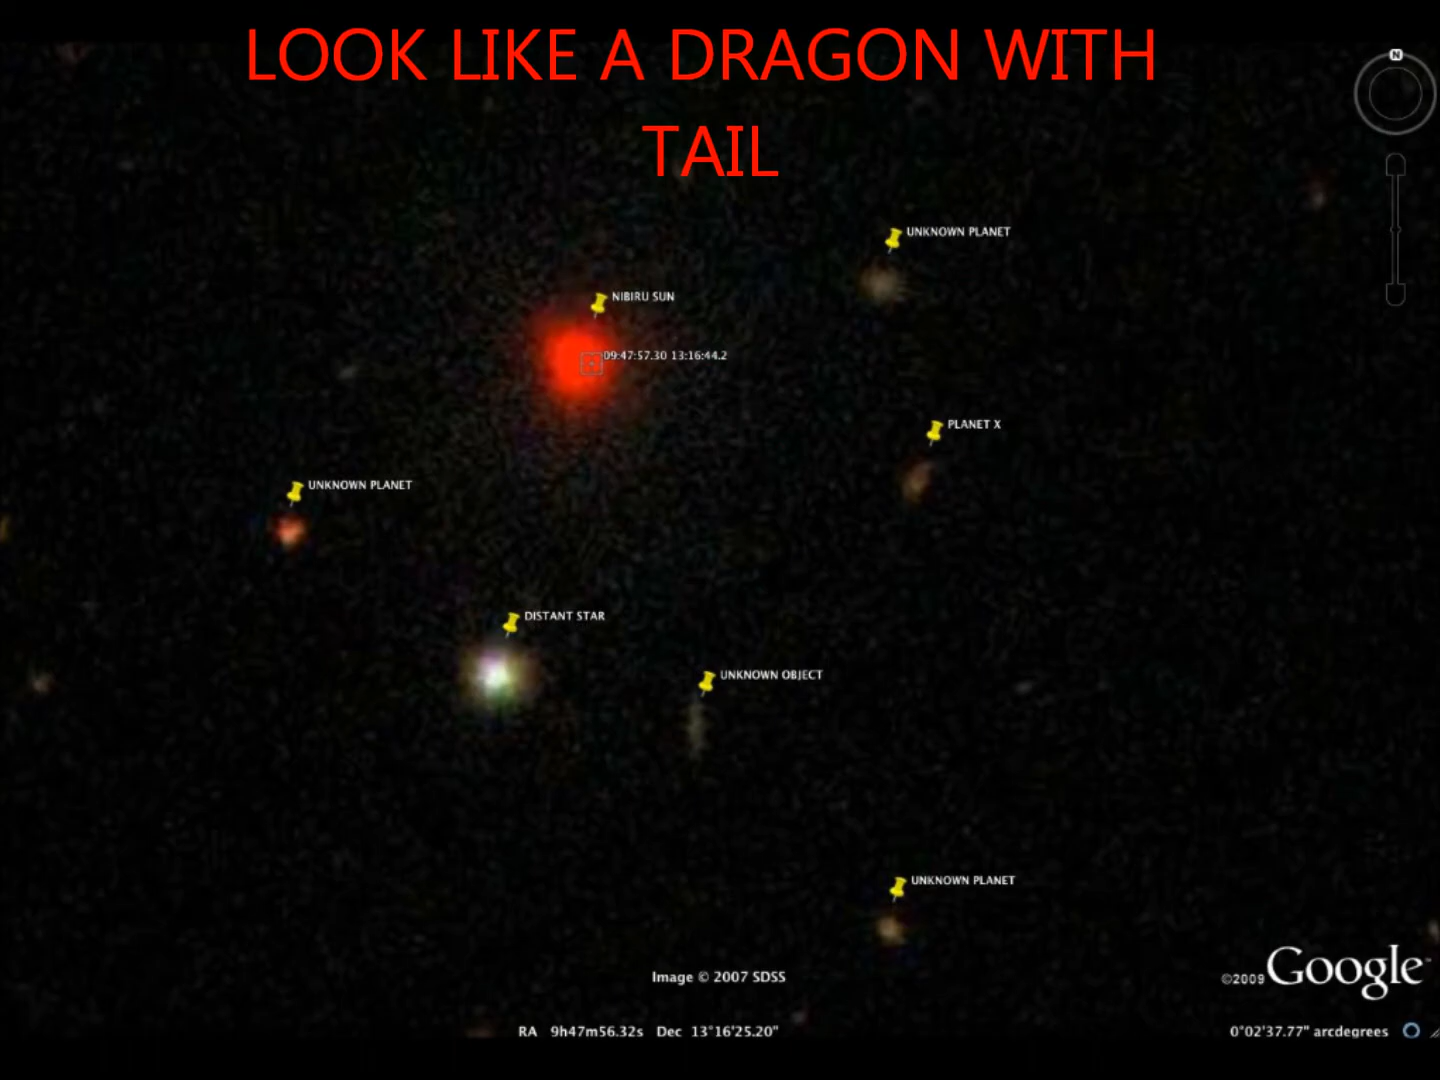 LOOK LIKE A DRAGON WITH
TAIL
N
UNKNOWN PLANET
NIBIRU SUN
09:47:57.30 13:16:44.2
PLANET X
UNKNOWN PLANET
DISTANT STAR
UNKNOWN OBJECT
UNKNOWN PLANET
Image © 2007 SDSS
©2009 Google™
RA 9h47m56.32s Dec 13°16'25.20"
0°02'37.77" arcdegrees